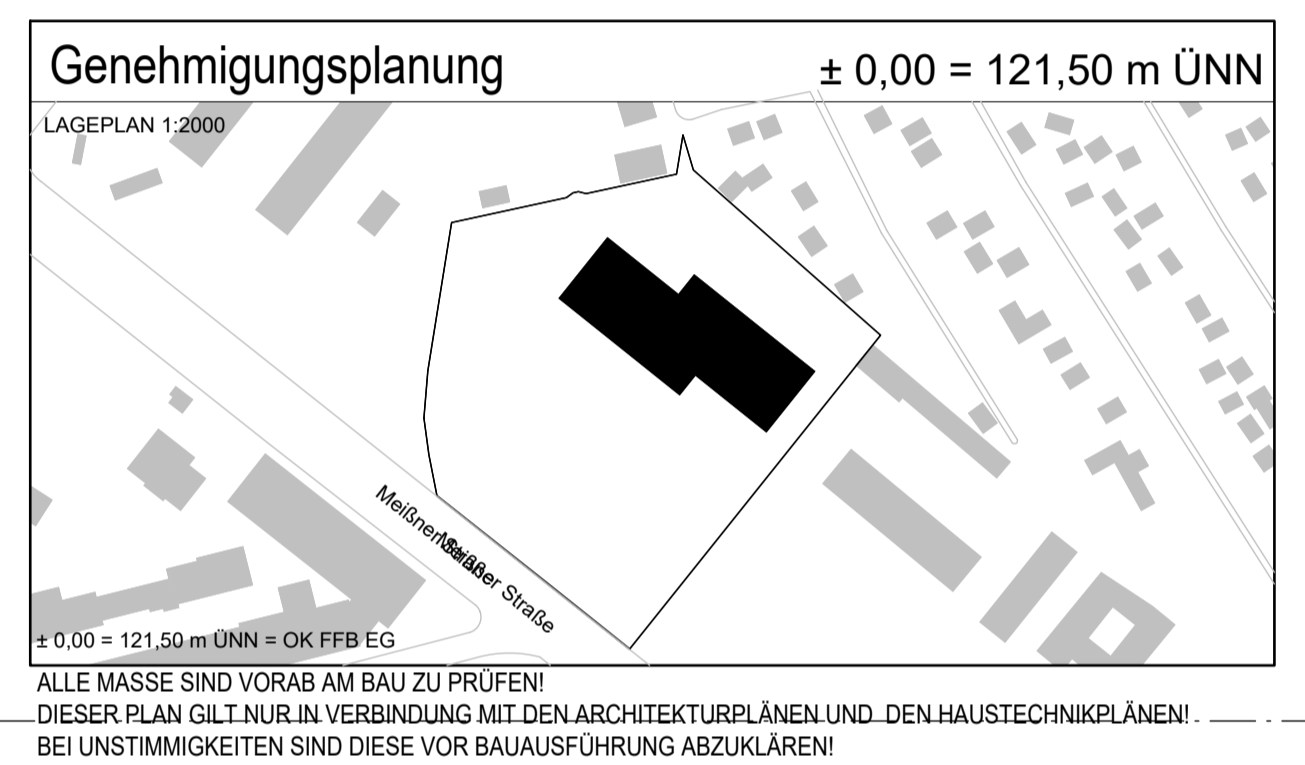 Genehmigungsplanung
± 0,00 = 121,50 m ÜNN
LAGEPLAN 1:2000
Meißner Straße
Meißner Straße
± 0,00 = 121,50 m ÜNN = OK FFB EG
ALLE MASSE SIND VORAB AM BAU ZU PRÜFEN!
DIESER PLAN GILT NUR IN VERBINDUNG MIT DEN ARCHITEKTURPLÄNEN UND DEN HAUSTECHNIKPLÄNEN!
BEI UNSTIMMIGKEITEN SIND DIESE VOR BAUAUSFÜHRUNG ABZUKLÄREN!